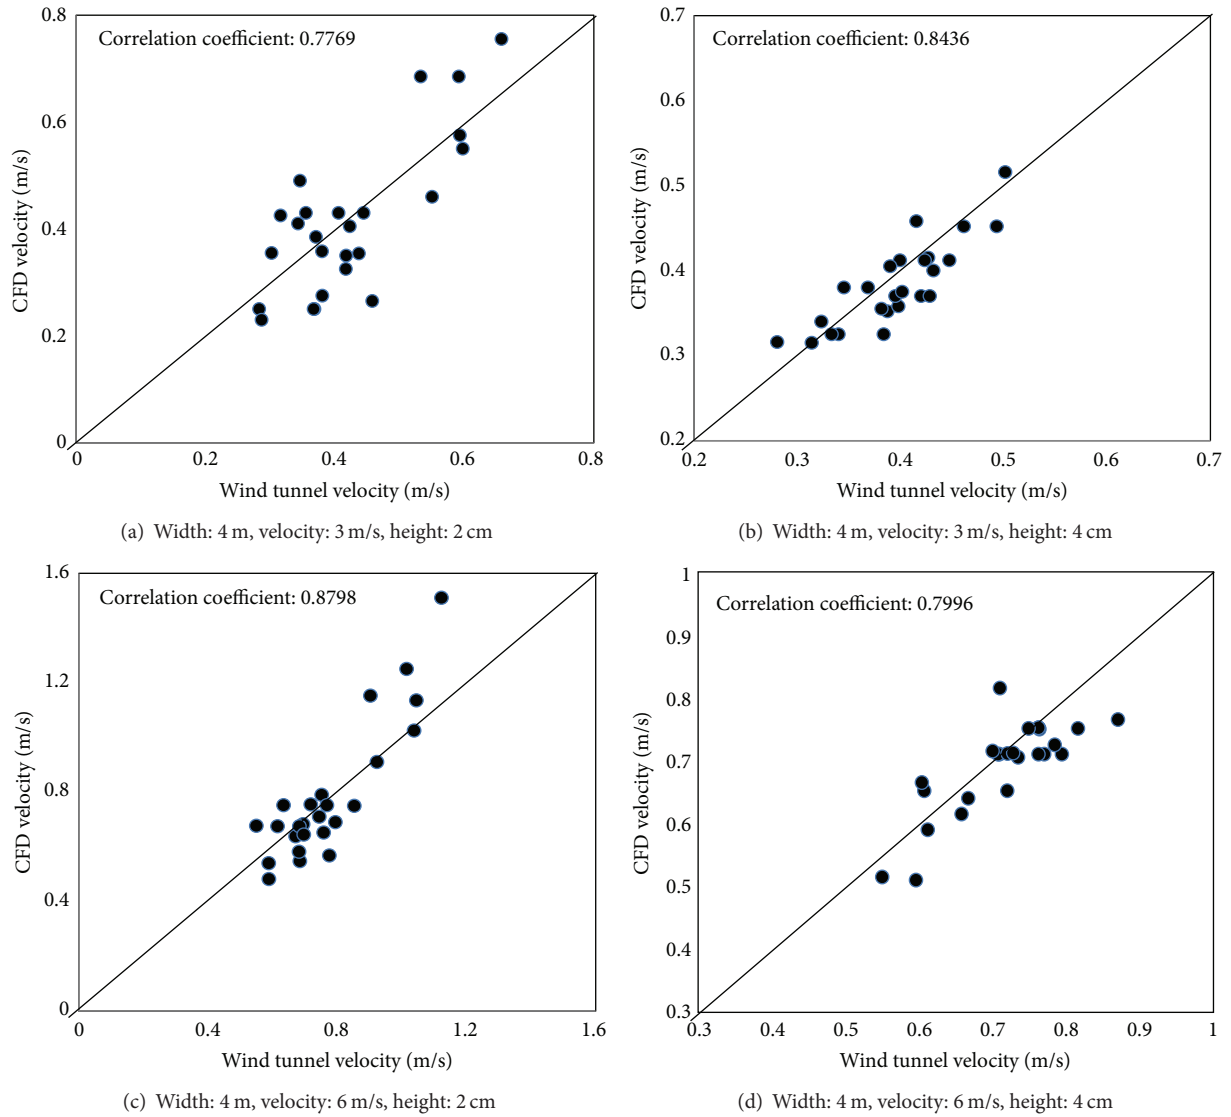 0.8
Correlation coefficient: 0.7769
0.6
0.4
0.2
0
CFD velocity (m/s)
0 0.2 0.4 0.6 0.8
Wind tunnel velocity (m/s)
(a) Width: 4 m, velocity: 3 m/s, height: 2 cm
0.7
Correlation coefficient: 0.8436
0.6
0.5
0.4
0.3
0.2
CFD velocity (m/s)
0.2 0.3 0.4 0.5 0.6 0.7
Wind tunnel velocity (m/s)
(b) Width: 4 m, velocity: 3 m/s, height: 4 cm
1.6
Correlation coefficient: 0.8798
1.2
0.8
0.4
0
CFD velocity (m/s)
0 0.4 0.8 1.2 1.6
Wind tunnel velocity (m/s)
(c) Width: 4 m, velocity: 6 m/s, height: 2 cm
1
Correlation coefficient: 0.7996
0.9
0.8
0.7
0.6
0.5
0.4
0.3
CFD velocity (m/s)
0.3 0.4 0.5 0.6 0.7 0.8 0.9 1
Wind tunnel velocity (m/s)
(d) Width: 4 m, velocity: 6 m/s, height: 4 cm